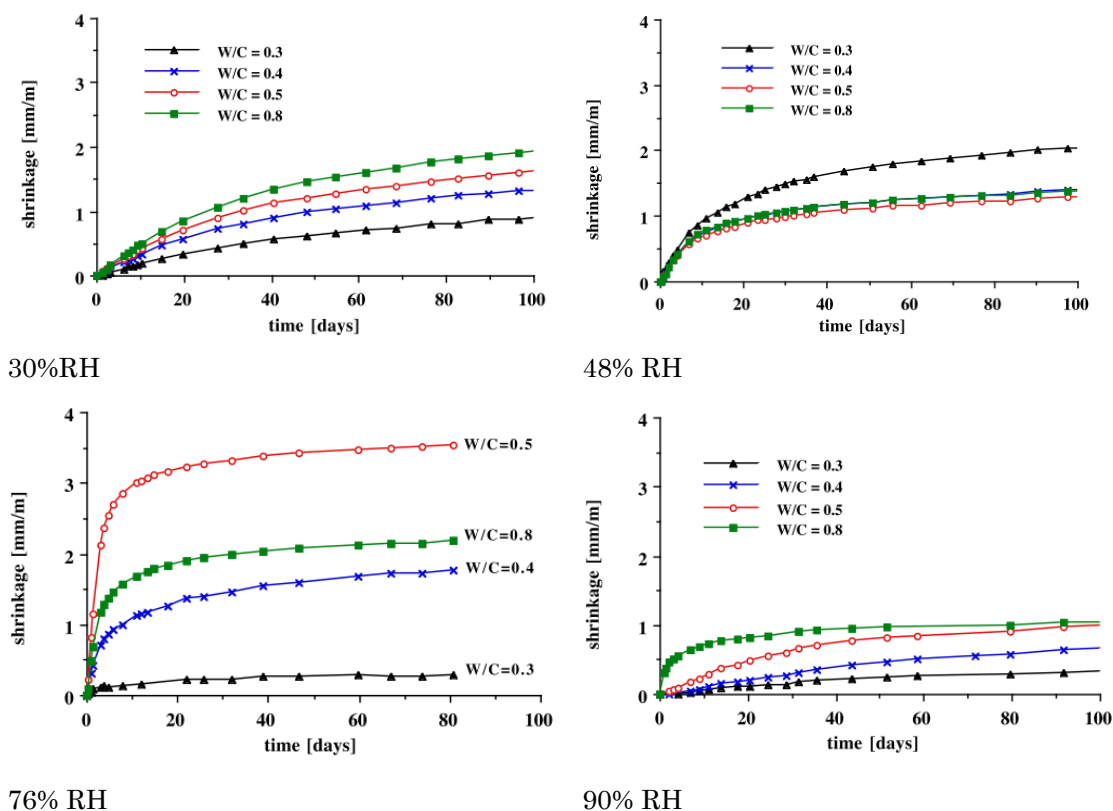 4
3
2
1
0
shrinkage [mm/m]
W/C = 0.3
W/C = 0.4
W/C = 0.5
W/C = 0.8
0 20 40 60 80 100
time [days]
30%RH
4
3
2
1
0
shrinkage [mm/m]
W/C = 0.3
W/C = 0.4
W/C = 0.5
W/C = 0.8
0 20 40 60 80 100
time [days]
48% RH
4
3
2
1
0
shrinkage [mm/m]
W/C=0.5
W/C=0.8
W/C=0.4
W/C=0.3
0 20 40 60 80 100
time [days]
76% RH
4
3
2
1
0
shrinkage [mm/m]
W/C = 0.3
W/C = 0.4
W/C = 0.5
W/C = 0.8
0 20 40 60 80 100
time [days]
90% RH